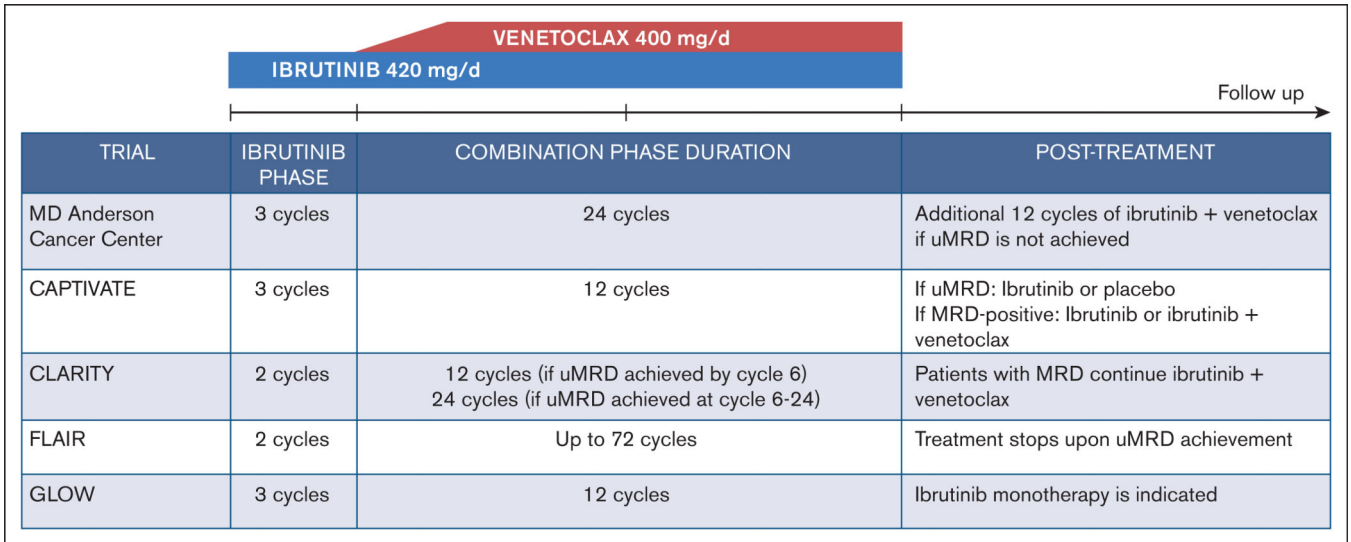 VENETOCLAX 400 mg/d
IBRUTINIB 420 mg/d
Follow up
TRIAL
IBRUTINIB
PHASE
COMBINATION PHASE DURATION
POST-TREATMENT
MD Anderson
Cancer Center
3 cycles
24 cycles
Additional 12 cycles of ibrutinib + venetoclax
if uMRD is not achieved
CAPTIVATE
3 cycles
12 cycles
If uMRD: Ibrutinib or placebo
If MRD-positive: Ibrutinib or ibrutinib +
venetoclax
CLARITY
2 cycles
12 cycles (if uMRD achieved by cycle 6)
24 cycles (if uMRD achieved at cycle 6-24)
Patients with MRD continue ibrutinib +
venetoclax
FLAIR
2 cycles
Up to 72 cycles
Treatment stops upon uMRD achievement
GLOW
3 cycles
12 cycles
Ibrutinib monotherapy is indicated